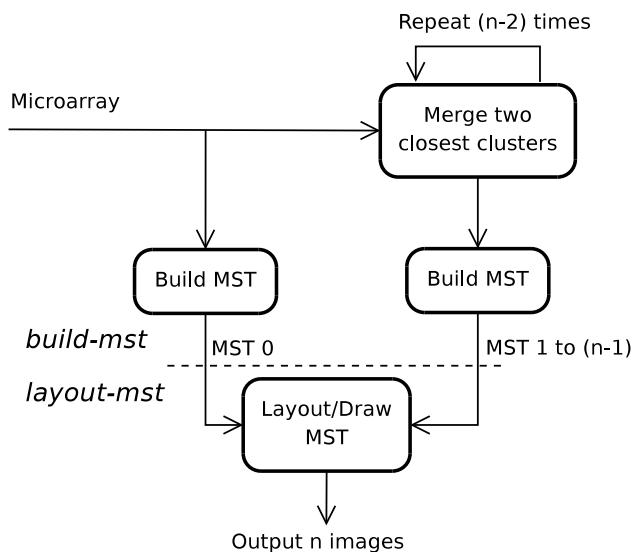 Repeat (n-2) times
Microarray
Merge two
closest clusters
Build MST
Build MST
build-mst
MST 0
MST 1 to (n-1)
layout-mst
Layout/Draw
MST
Output n images